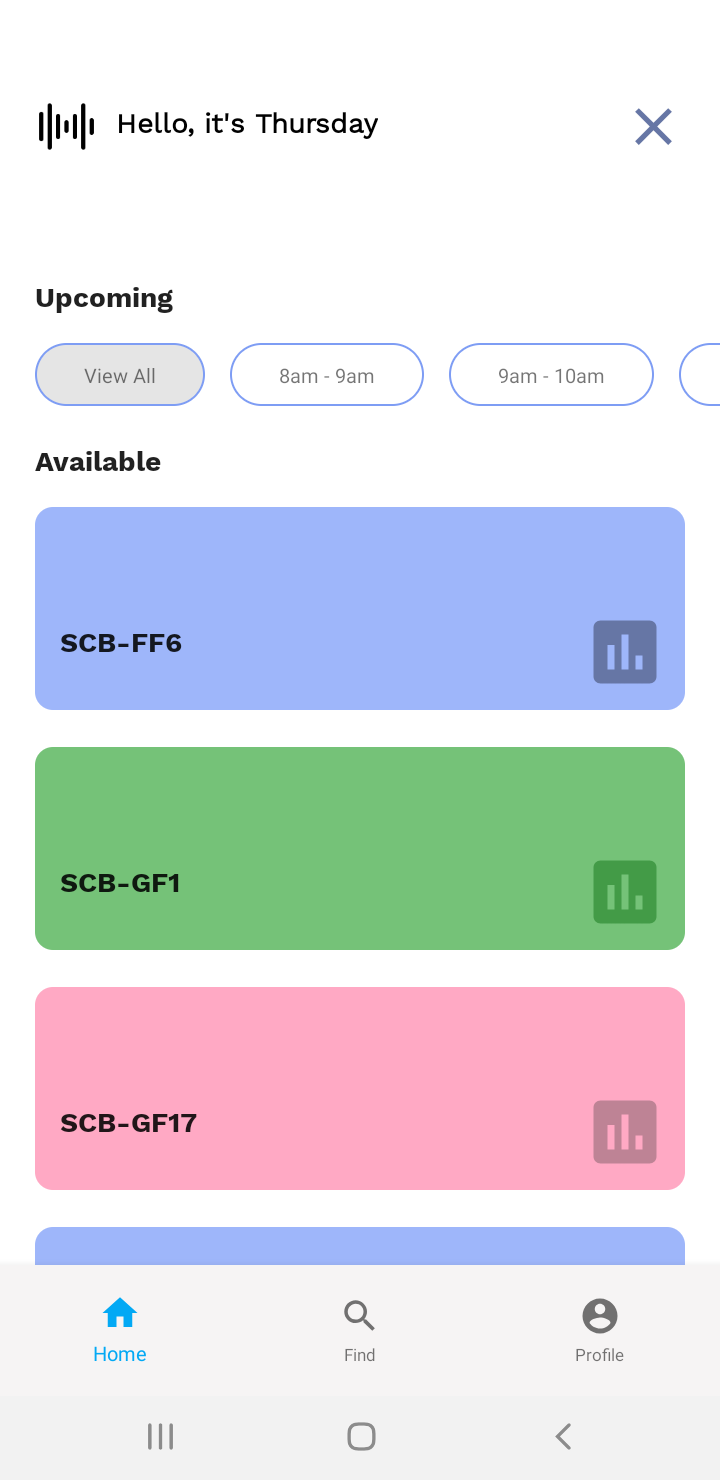 Hello, it's Thursday
Upcoming
View All
8am - 9am
9am - 10am
Available
SCB-FF6
SCB-GF1
SCB-GF17
Home
Find
Profile